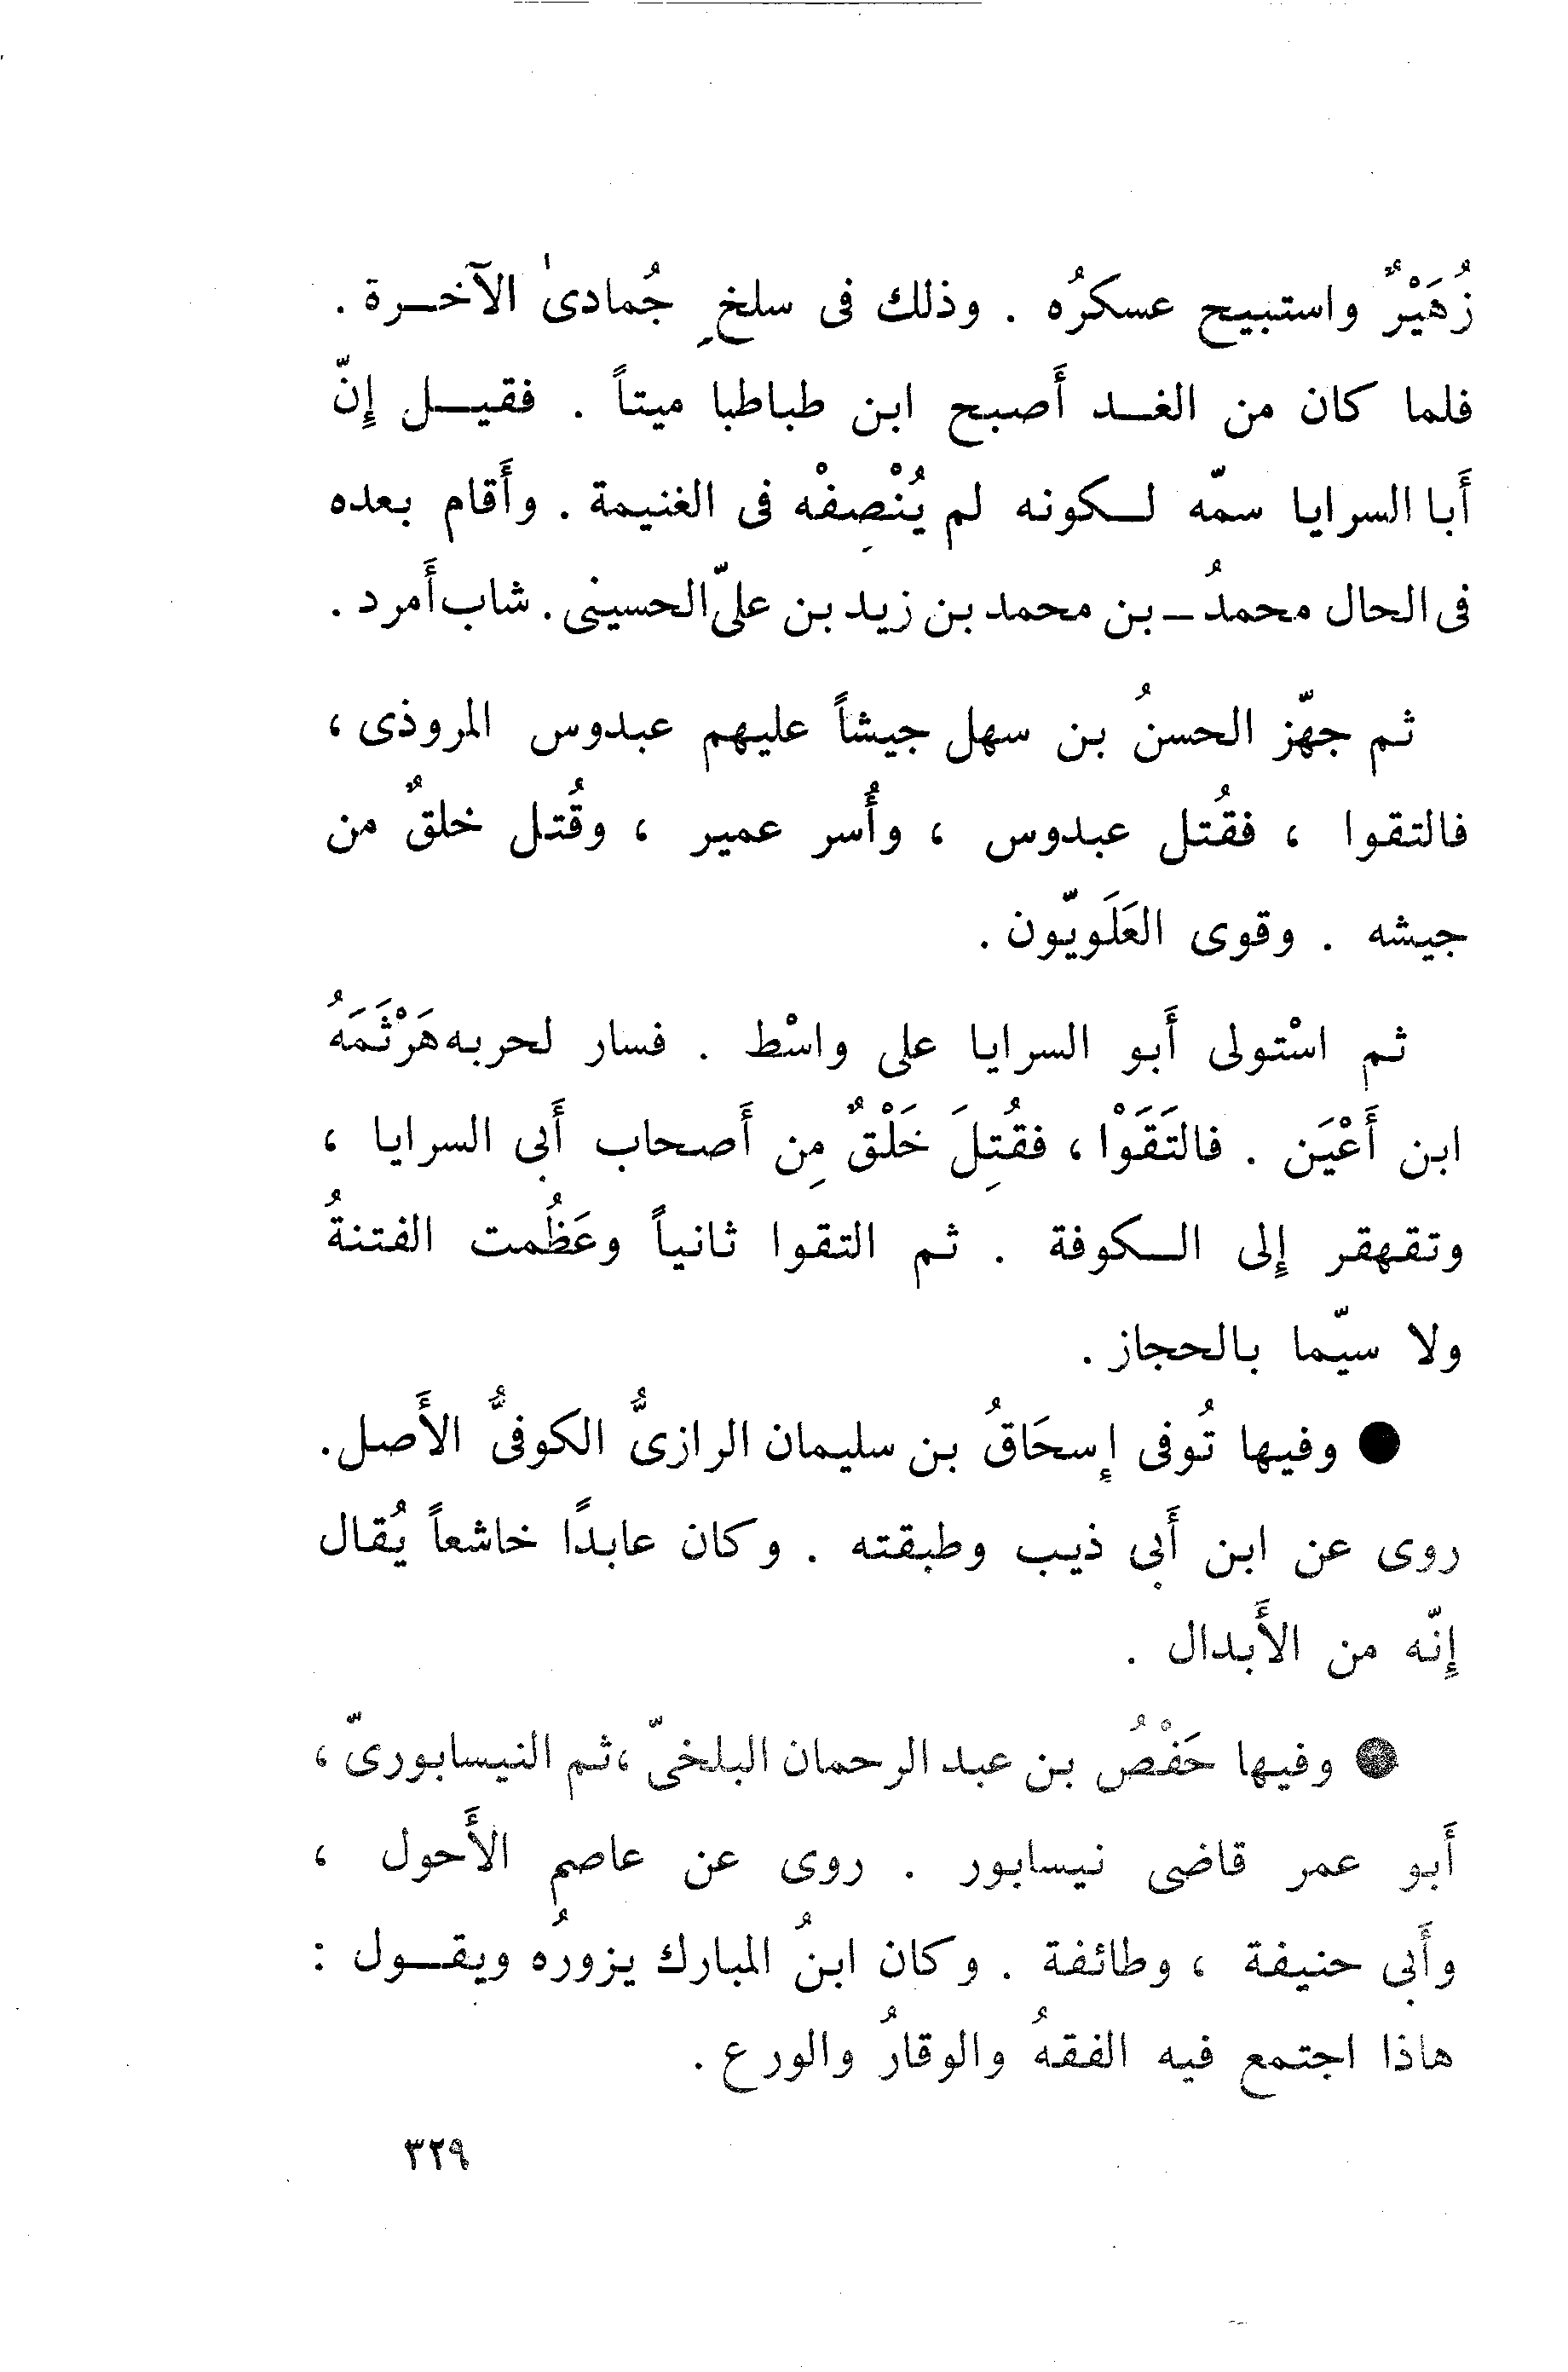 زُهَيْرٌ واستبيح عسكرُه . وذلك فى سلخِ جُمادىٰ الآخرة .
فلما كان من الغد أَصبح ابن طباطبا ميتاً . فقيل إِنّ
أَبا السرايا سمّه لكونه لم يُنْصِفْه فى الغنيمة . وأَقام بعده
فى الحال محمدُ - بن محمد بن زيد بن علىّ الحسينى . شاب أَمرد .
ثم جهّز الحسنُ بن سهل جيشاً عليهم عبدوس المروذى ،
فالتقوا ، فقُتل عبدوس ، وأُسر عمير ، وقُتل خلقٌ من
جيشه . وقوى العَلَويّون .
ثم اسْتولى أَبو السرايا على واسْط . فسار لحربه هَرْثَمَهُ
ابن أَعْيَن . فالتَقَوْا ، فقُتِلَ خَلْقٌ مِن أَصحاب أَبى السرايا ،
وتقهقر إِلى الكوفة . ثم التقوا ثانياً وعَظُمت الفتنةُ
ولا سيّما بالحجاز .
● وفيها تُوفى إِسحَاقُ بن سليمان الرازىُّ الكوفىُّ الأَصل .
روى عن ابن أَبى ذيب وطبقته . وكان عابدًا خاشعاً يُقال
إِنّه من الأَبدال .
● وفيها حَفْصُ بن عبد الرحمان البلخىّ ، ثم النيسابورىّ ،
أَبو عمر قاضى نيسابور . روى عن عاصم الأَحول ،
وأَبى حنيفة ، وطائفة . وكان ابنُ المبارك يزورُه ويقول :
هاذا اجتمع فيه الفقهُ والوقارُ والورع .
٣٢٩